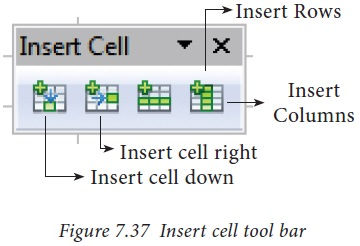 Insert Rows
Insert Cell
Insert
Columns
Insert cell right
Insert cell down
Figure 7.37 Insert cell tool bar